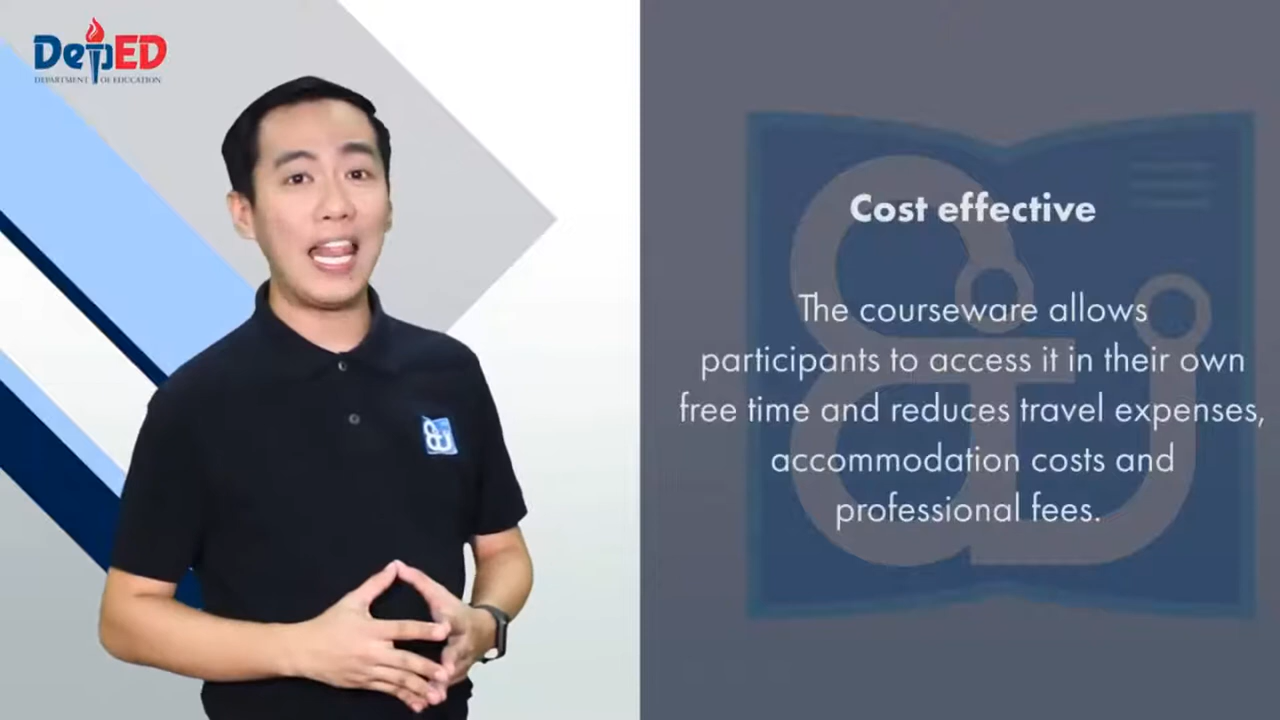 DepED
DEPARTMENT OF EDUCATION
Cost effective
The courseware allows
participants to access it in their own
free time and reduces travel expenses,
accommodation costs and
professional fees.